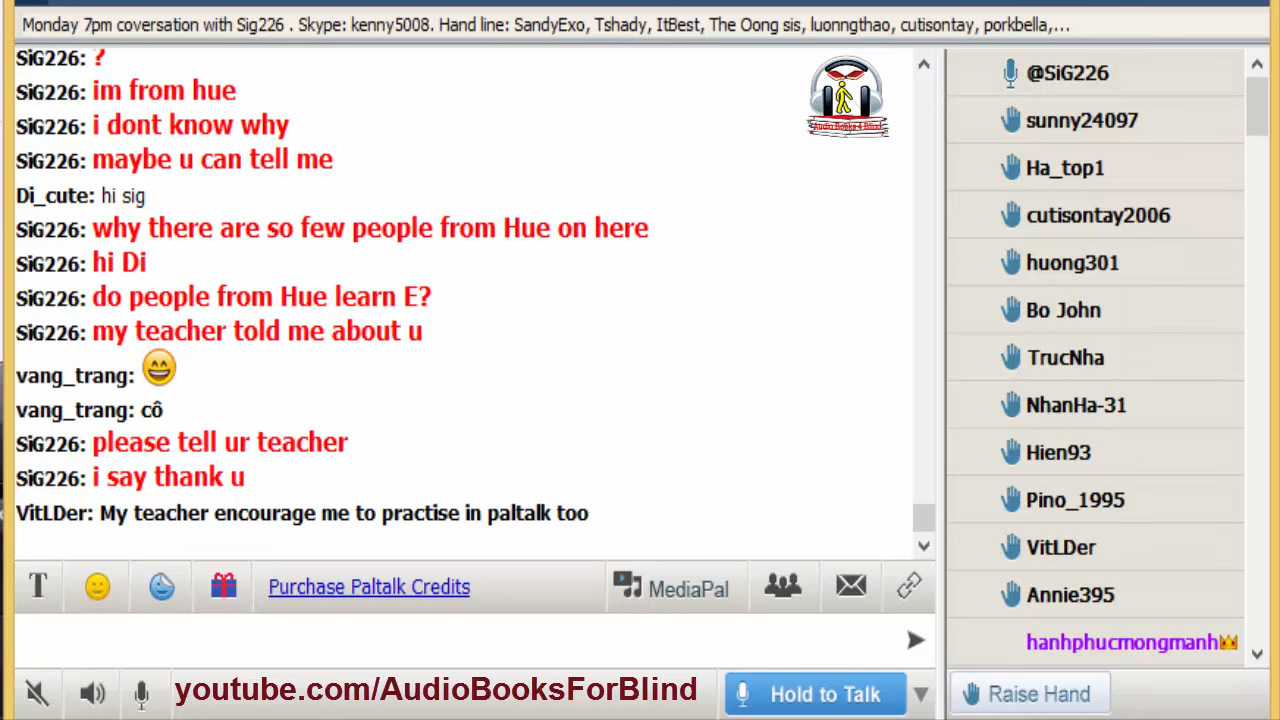 Monday 7pm coversation with Sig226 . Skype: kenny5008. Hand line: SandyExo, Tshady, ItBest, The Oong sis, luonngthao, cutisontay, porkbella,...
SiG226: ?
SiG226: im from hue
SiG226: i dont know why
SiG226: maybe u can tell me
Di_cute: hi sig
SiG226: why there are so few people from Hue on here
SiG226: hi Di
SiG226: do people from Hue learn E?
SiG226: my teacher told me about u
vang_trang:
vang_trang: cô
SiG226: please tell ur teacher
SiG226: i say thank u
VitLDer: My teacher encourage me to practise in paltalk too
Audio Books 4 Blind
@SiG226
sunny24097
Ha_top1
cutisontay2006
huong301
Bo John
TrucNha
NhanHa-31
Hien93
Pino_1995
VitLDer
Annie395
hanhphucmongmanh
T
Purchase Paltalk Credits
MediaPal
youtube.com/AudioBooksForBlind
Hold to Talk
Raise Hand